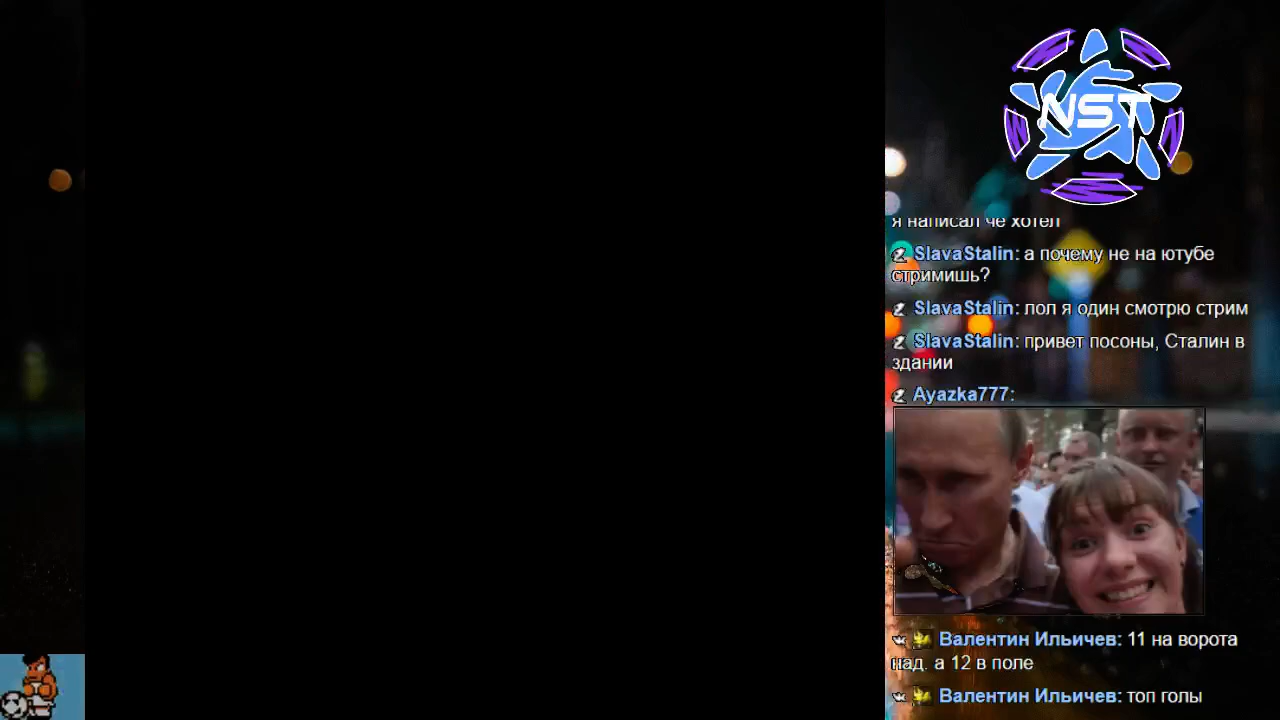 NST
я написал че хотел
SlavaStalin: а почему не на ютубе
стримишь?
SlavaStalin: лол я один смотрю стрим
SlavaStalin: привет посоны, Сталин в
здании
Ayazka777:
Валентин Ильичев: 11 на ворота
над. а 12 в поле
Валентин Ильичев: топ голы